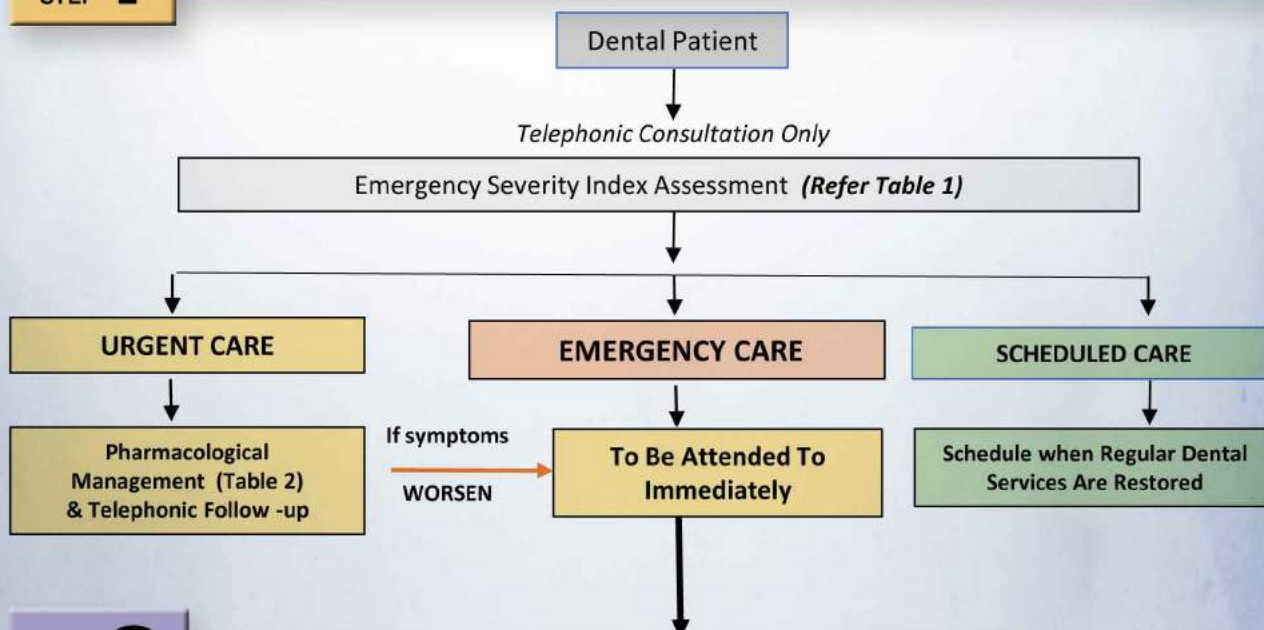 STEP
Dental Patient
Telephonic Consultation Only
Emergency Severity Index Assessment (Refer Table 1)
URGENT CARE
EMERGENCY CARE
SCHEDULED CARE
Pharmacological
Management (Table 2)
& Telephonic Follow -up
If symptoms
WORSEN
To Be Attended To
Immediately
Schedule when Regular Dental
Services Are Restored